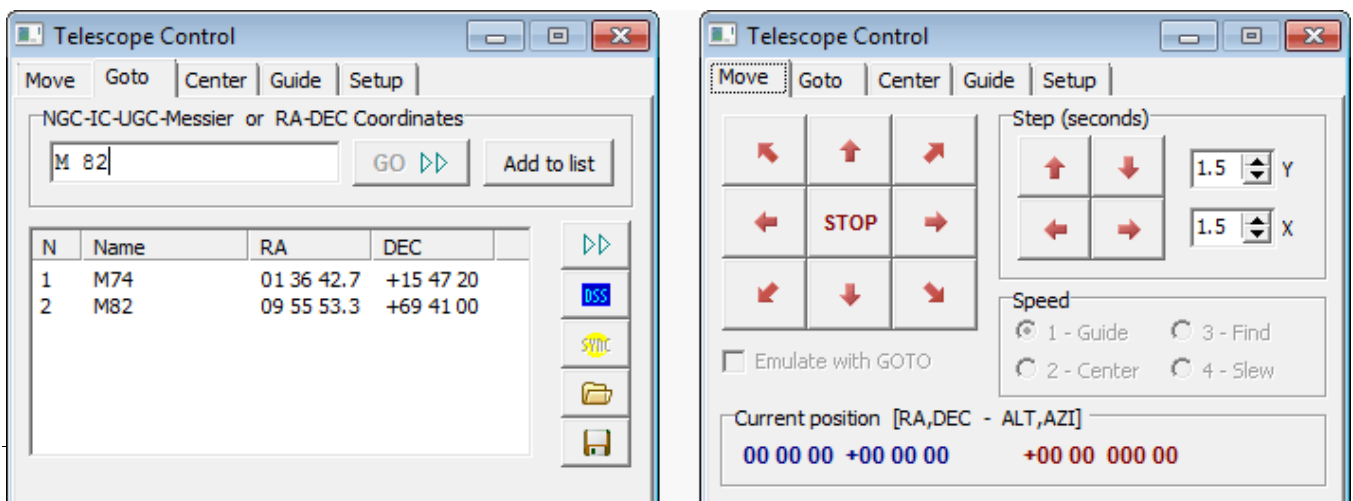 Telescope Control
Move Goto Center Guide Setup
NGC-IC-UGC-Messier or RA-DEC Coordinates
M 82 GO Add to list
N Name RA DEC
1 M74 01 36 42.7 +15 47 20
2 M82 09 55 53.3 +69 41 00
DSS
SYNC
Telescope Control
Move Goto Center Guide Setup
Step (seconds)
1.5 Y
STOP
1.5 X
Speed
1 - Guide 3 - Find
2 - Center 4 - Slew
Emulate with GOTO
Current position [RA,DEC - ALT,AZI]
00 00 00 +00 00 00 +00 00 000 00